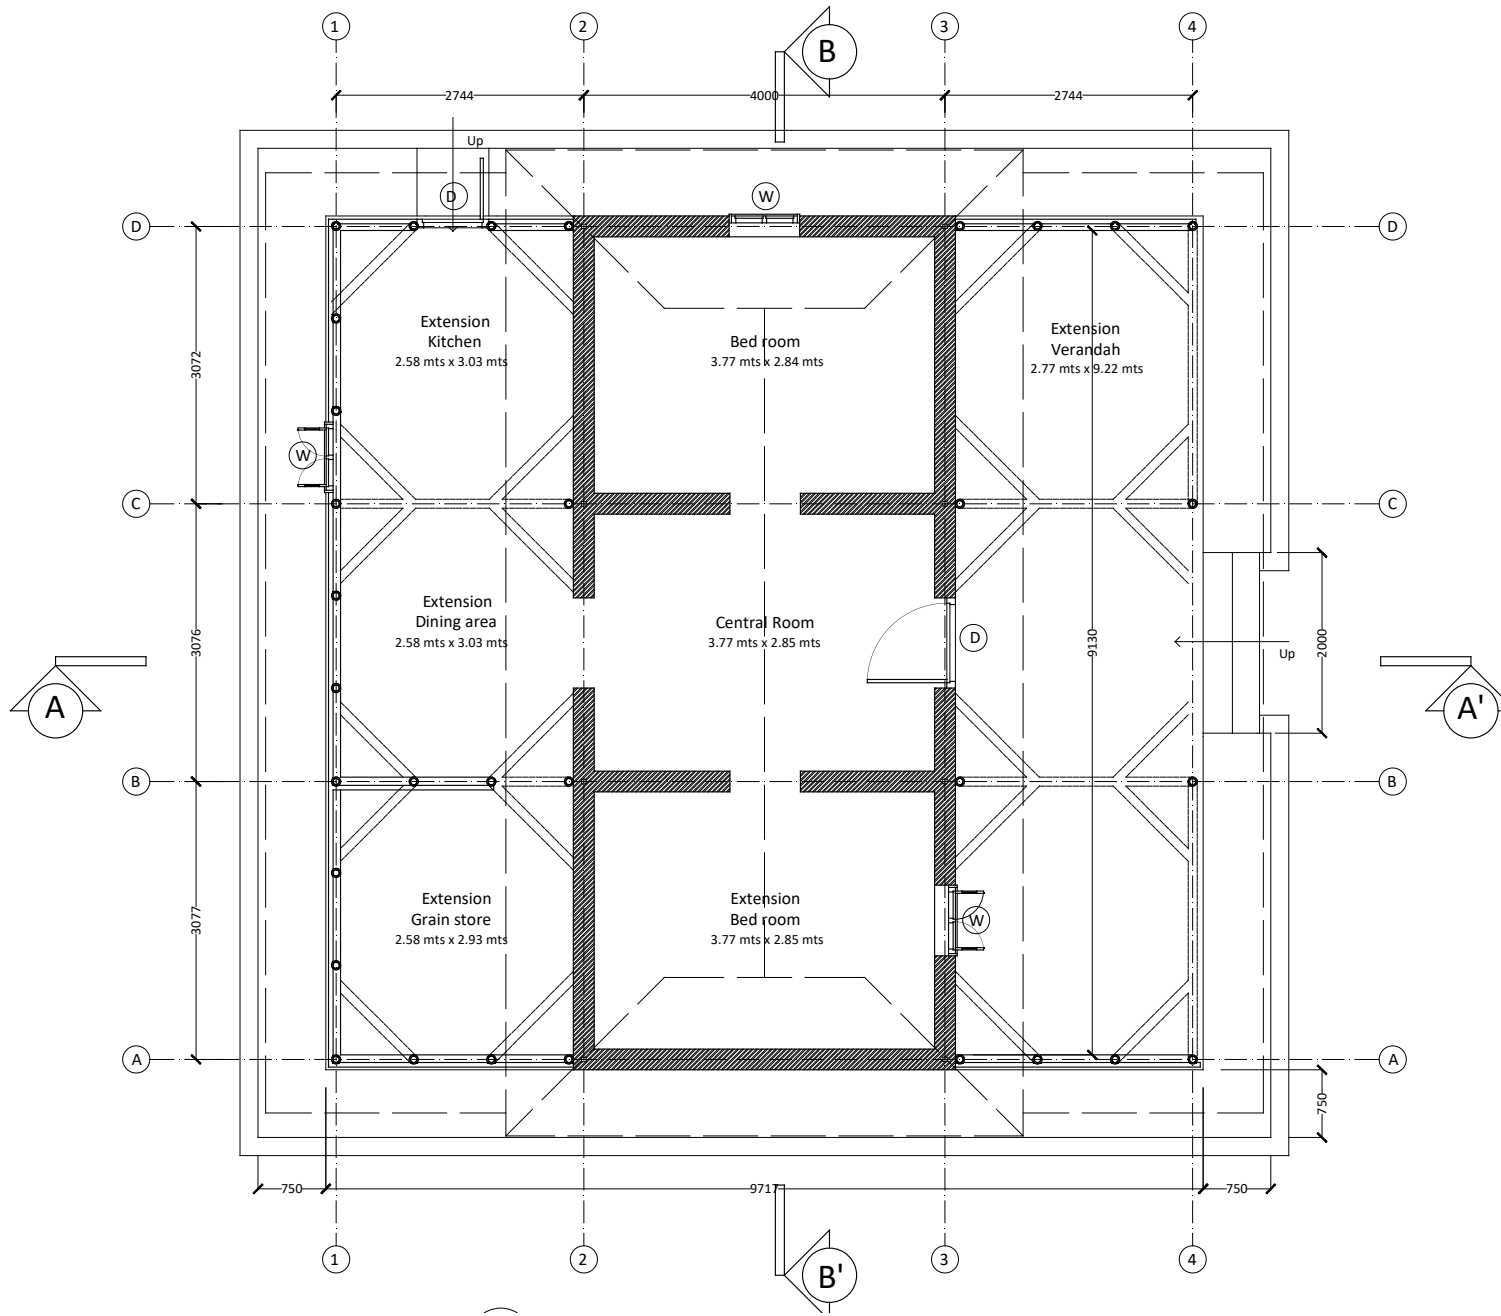 1
2
3
4
B
2744
4000
2744
Up
D
W
D
D
Extension
Kitchen
2.58 mts x 3.03 mts
Bed room
3.77 mts x 2.84 mts
Extension
Verandah
2.77 mts x 9.22 mts
3072
W
C
C
Extension
Dining area
2.58 mts x 3.03 mts
Central Room
3.77 mts x 2.85 mts
D
3076
9130
Up
2000
A
A'
B
B
Extension
Grain store
2.58 mts x 2.93 mts
Extension
Bed room
3.77 mts x 2.85 mts
W
3077
A
A
750
750
9717
750
1
2
3
4
B'